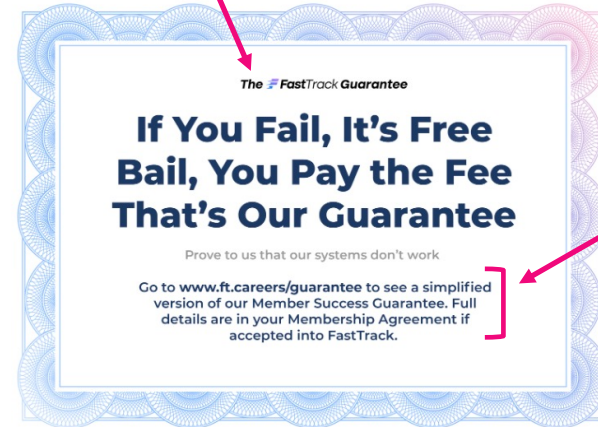 The FastTrack Guarantee
If You Fail, It's Free
Bail, You Pay the Fee
That's Our Guarantee
Prove to us that our systems don't work
Go to www.ft.careers/guarantee to see a simplified
version of our Member Success Guarantee. Full
details are in your Membership Agreement if
accepted into FastTrack.